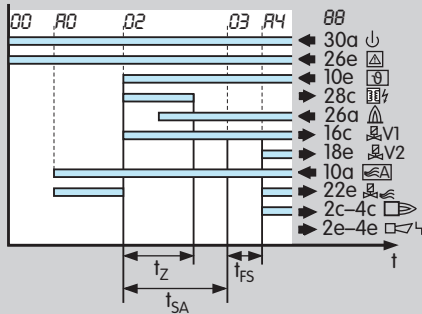 00 A0 02 03 A4 88
30a
26e
10e ϑ
28c
26a
16c V1
18e V2
10a A
22e
2c–4c
2e–4e
t
tZ tFS
tSA